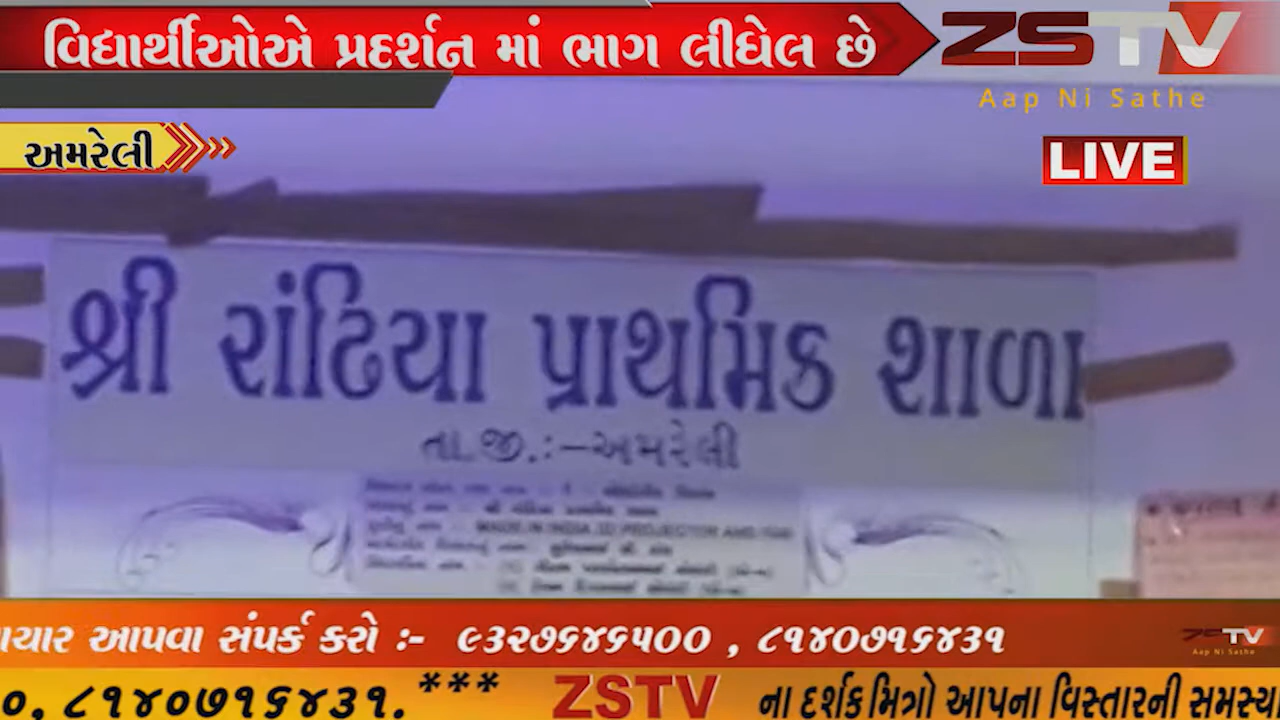 વિદ્યાર્થીઓએ પ્રદર્શન માં ભાગ લીધેલ છે
ZSTV
Aap Ni Sathe
અમરેલી
LIVE
શ્રી રાંઢિયા પ્રાથમિક શાળા
તા.જી.:-અમરેલી
MADE IN INDIA 3D PROJECTOR AND
ાચાર આપવા સંપર્ક કરો :- ૯૩૨૭૬૪૬૫૦૦ , ૮૧૪૦૭૧૬૪૩૧
ZSTV
Aap Ni Sathe
૦, ૮૧૪૦૭૧૬૪૩૧. *** ZSTV ના દર્શકમિત્રો આપના વિસ્તારની સમસ્યા